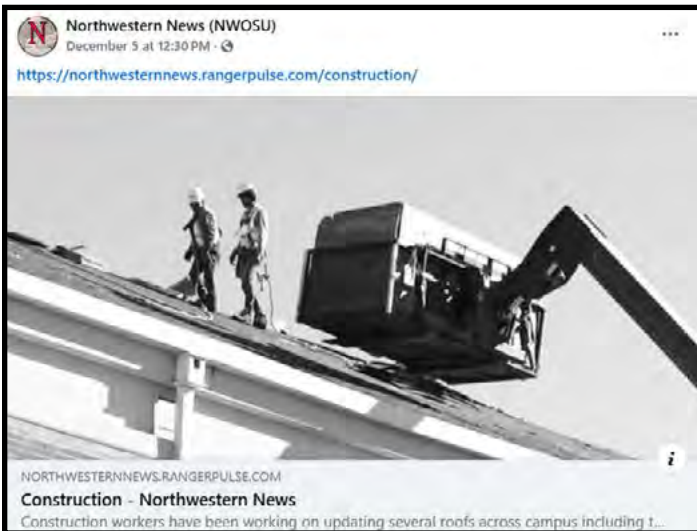 N
Northwestern News (NWOSU)
December 5 at 12:30 PM ·
...
https://northwesternnews.rangerpulse.com/construction/
i
NORTHWESTERNNEWS.RANGERPULSE.COM
Construction - Northwestern News
Construction workers have been working on updating several roofs across campus including t...